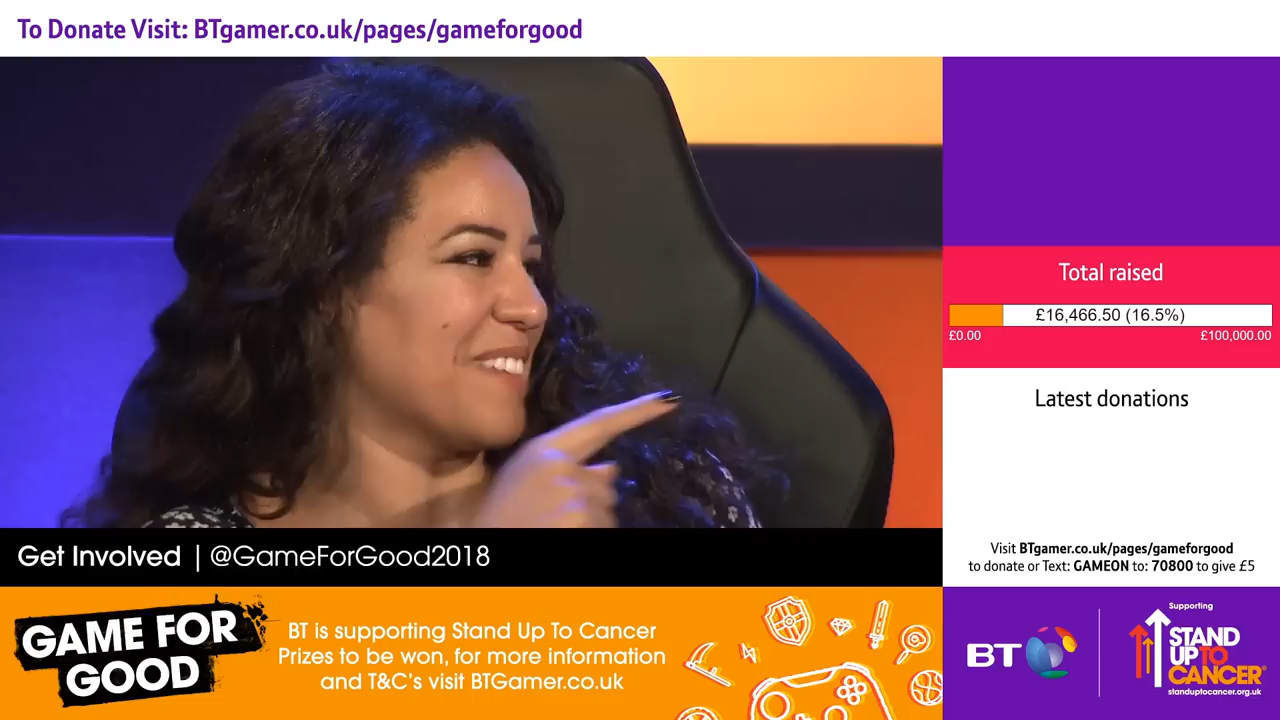 To Donate Visit: BTgamer.co.uk/pages/gameforgood
Total raised
£16,466.50 (16.5%)
£0.00 £100,000.00
Latest donations
Visit BTgamer.co.uk/pages/gameforgood
to donate or Text: GAMEON to: 70800 to give £5
Get Involved | @GameForGood2018
GAME FOR
GOOD
BT is supporting Stand Up To Cancer
Prizes to be won, for more information
and T&C's visit BTGamer.co.uk
BT
Supporting
STAND
UP TO
CANCER
standuptocancer.org.uk